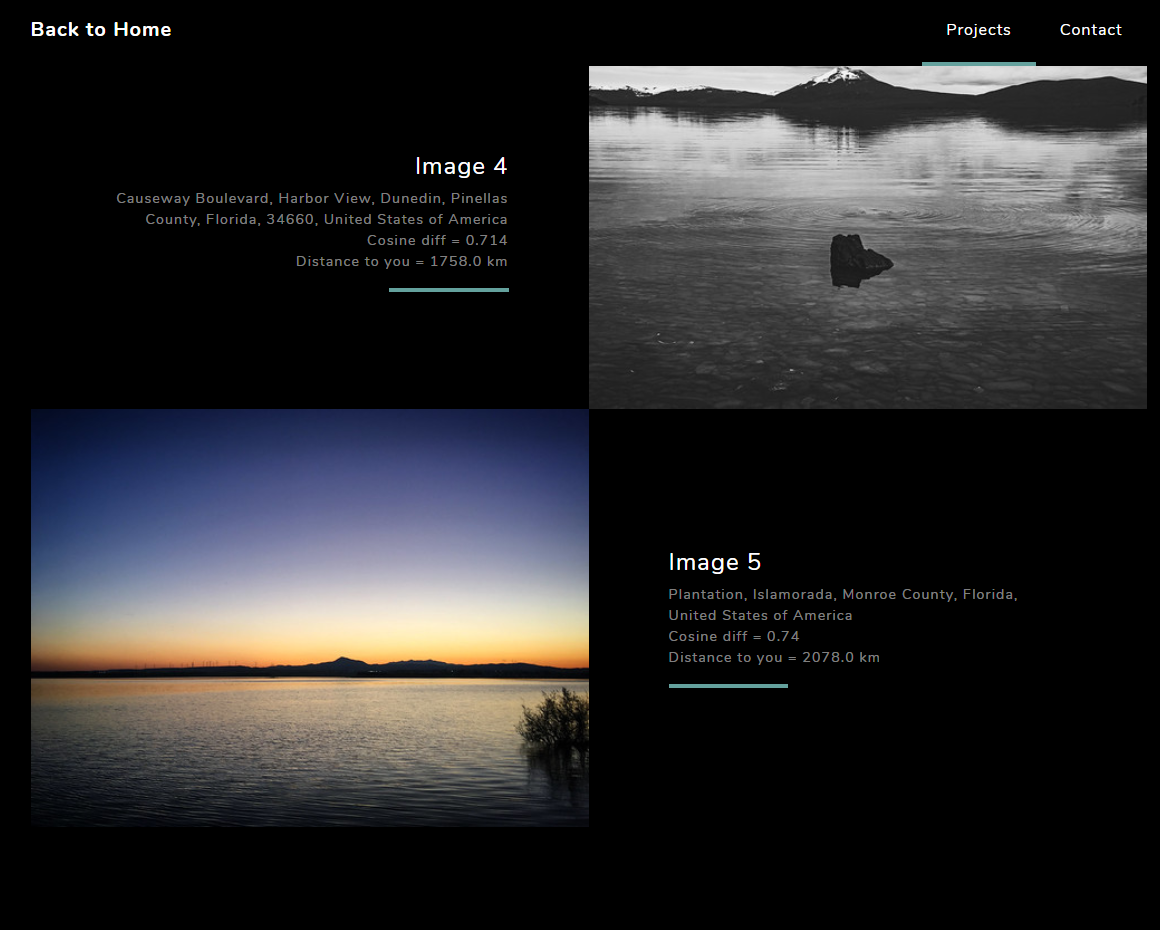 Back to Home
Projects
Contact
Image 4
Causeway Boulevard, Harbor View, Dunedin, Pinellas
County, Florida, 34660, United States of America
Cosine diff = 0.714
Distance to you = 1758.0 km
Image 5
Plantation, Islamorada, Monroe County, Florida,
United States of America
Cosine diff = 0.74
Distance to you = 2078.0 km